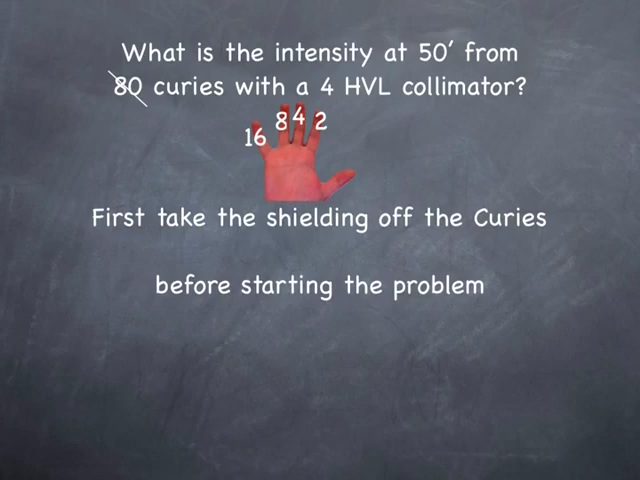 What is the intensity at 50' from
80 curies with a 4 HVL collimator?
16 8 4 2
First take the shielding off the Curies
before starting the problem